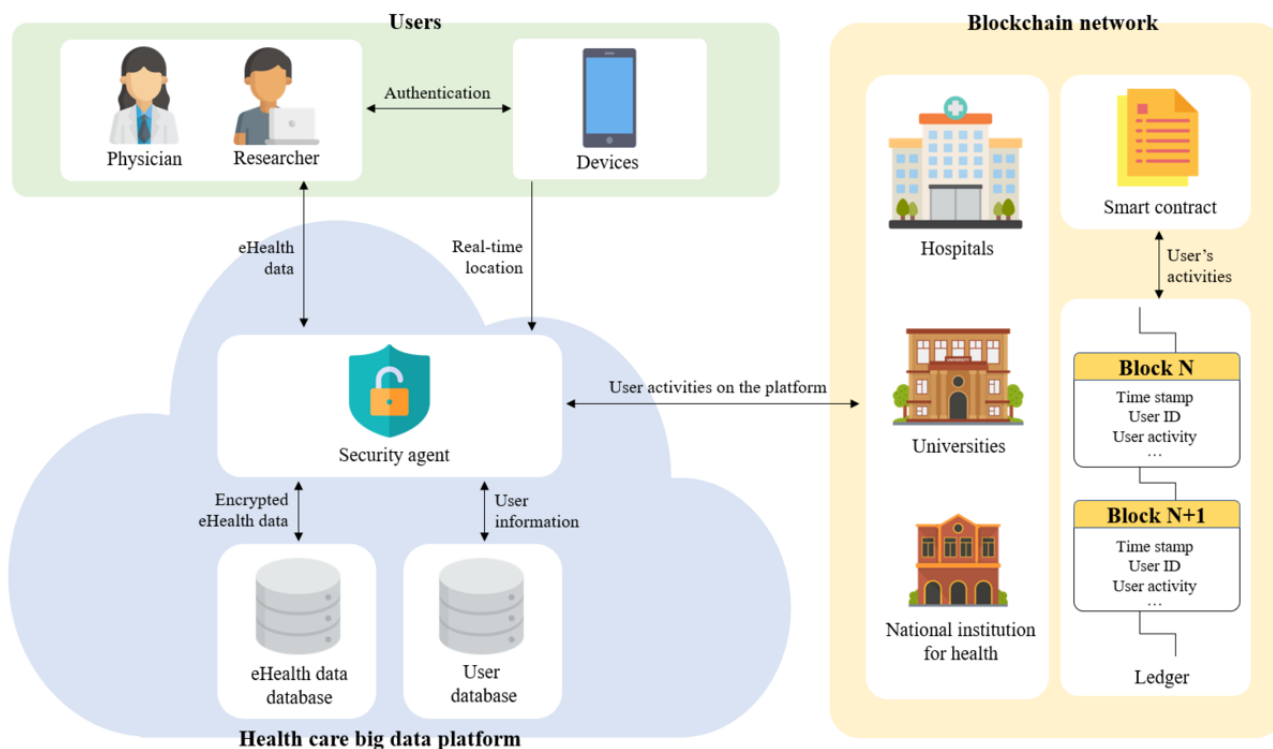 Users
Physician
Researcher
Authentication
Devices
eHealth
data
Real-time
location
Security agent
Encrypted
eHealth data
User
information
eHealth data
database
User
database
Health care big data platform
User activities on the platform
Blockchain network
Hospitals
Universities
National institution
for health
Smart contract
User's
activities
Block N
Time stamp
User ID
User activity
...
Block N+1
Time stamp
User ID
User activity
...
Ledger